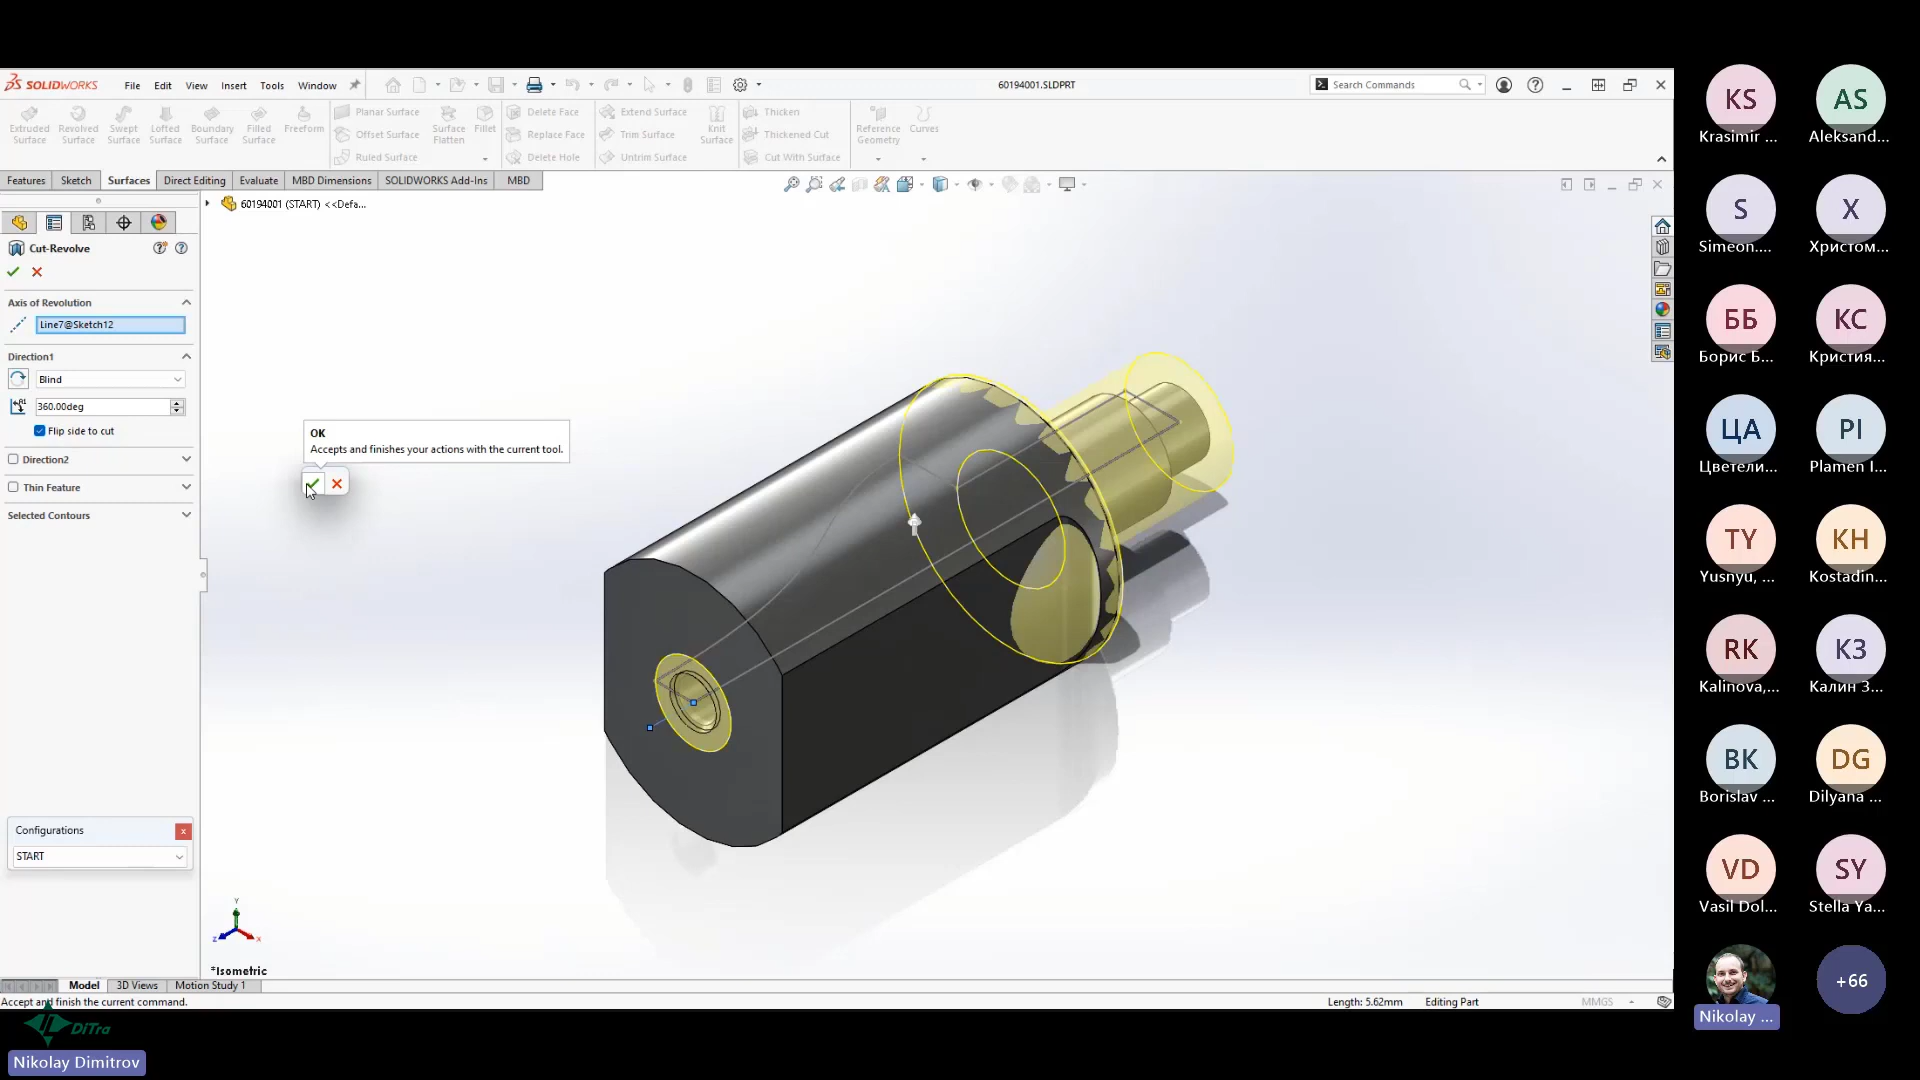 SOLIDWORKS
File Edit View Insert Tools Window
60194001.SLDPRT
Search Commands
Extruded Surface
Revolved Surface
Swept Surface
Lofted Surface
Boundary Surface
Filled Surface
Freeform
Planar Surface
Offset Surface
Ruled Surface
Surface Flatten
Fillet
Delete Face
Replace Face
Delete Hole
Extend Surface
Trim Surface
Untrim Surface
Knit Surface
Thicken
Thickened Cut
Cut With Surface
Reference Geometry
Curves
Features Sketch Surfaces Direct Editing Evaluate MBD Dimensions SOLIDWORKS Add-Ins MBD
60194001 (START) <<Defa...
Cut-Revolve
Axis of Revolution
Line7@Sketch12
Direction1
Blind
360.00deg
Flip side to cut
Direction2
Thin Feature
Selected Contours
OK
Accepts and finishes your actions with the current tool.
Configurations
START
Y
Z
X
*Isometric
Model 3D Views Motion Study 1
Accept and finish the current command.
Length: 5.62mm Editing Part MMGS
DiTra
Nikolay Dimitrov
KS AS
Krasimir ... Aleksand...
S X
Simeon.... Христом...
ББ КС
Борис Б... Кристия...
ЦА PI
Цветели... Plamen I...
TY KH
Yusnyu, ... Kostadin...
RK КЗ
Kalinova,... Калин З...
BK DG
Borislav ... Dilyana ...
VD SY
Vasil Dol... Stella Ya...
+66
Nikolay ...